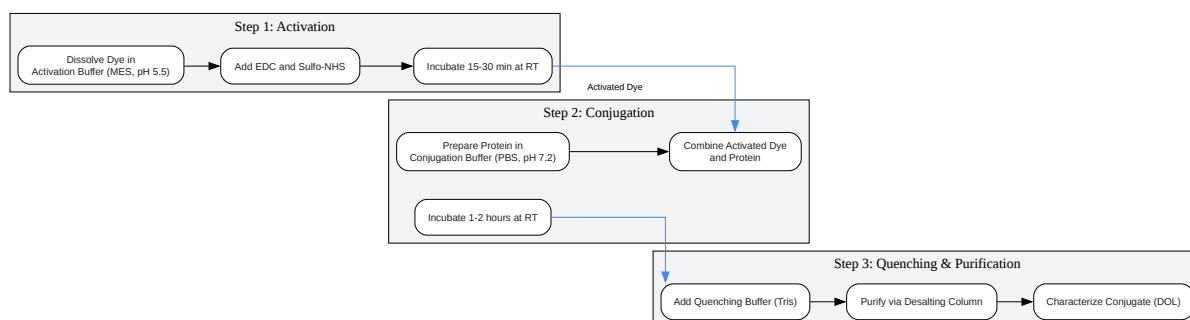 Step 1: Activation
Dissolve Dye in
Activation Buffer (MES, pH 5.5)
Add EDC and Sulfo-NHS
Incubate 15-30 min at RT
Activated Dye
Step 2: Conjugation
Prepare Protein in
Conjugation Buffer (PBS, pH 7.2)
Combine Activated Dye
and Protein
Incubate 1-2 hours at RT
Step 3: Quenching & Purification
Add Quenching Buffer (Tris)
Purify via Desalting Column
Characterize Conjugate (DOL)